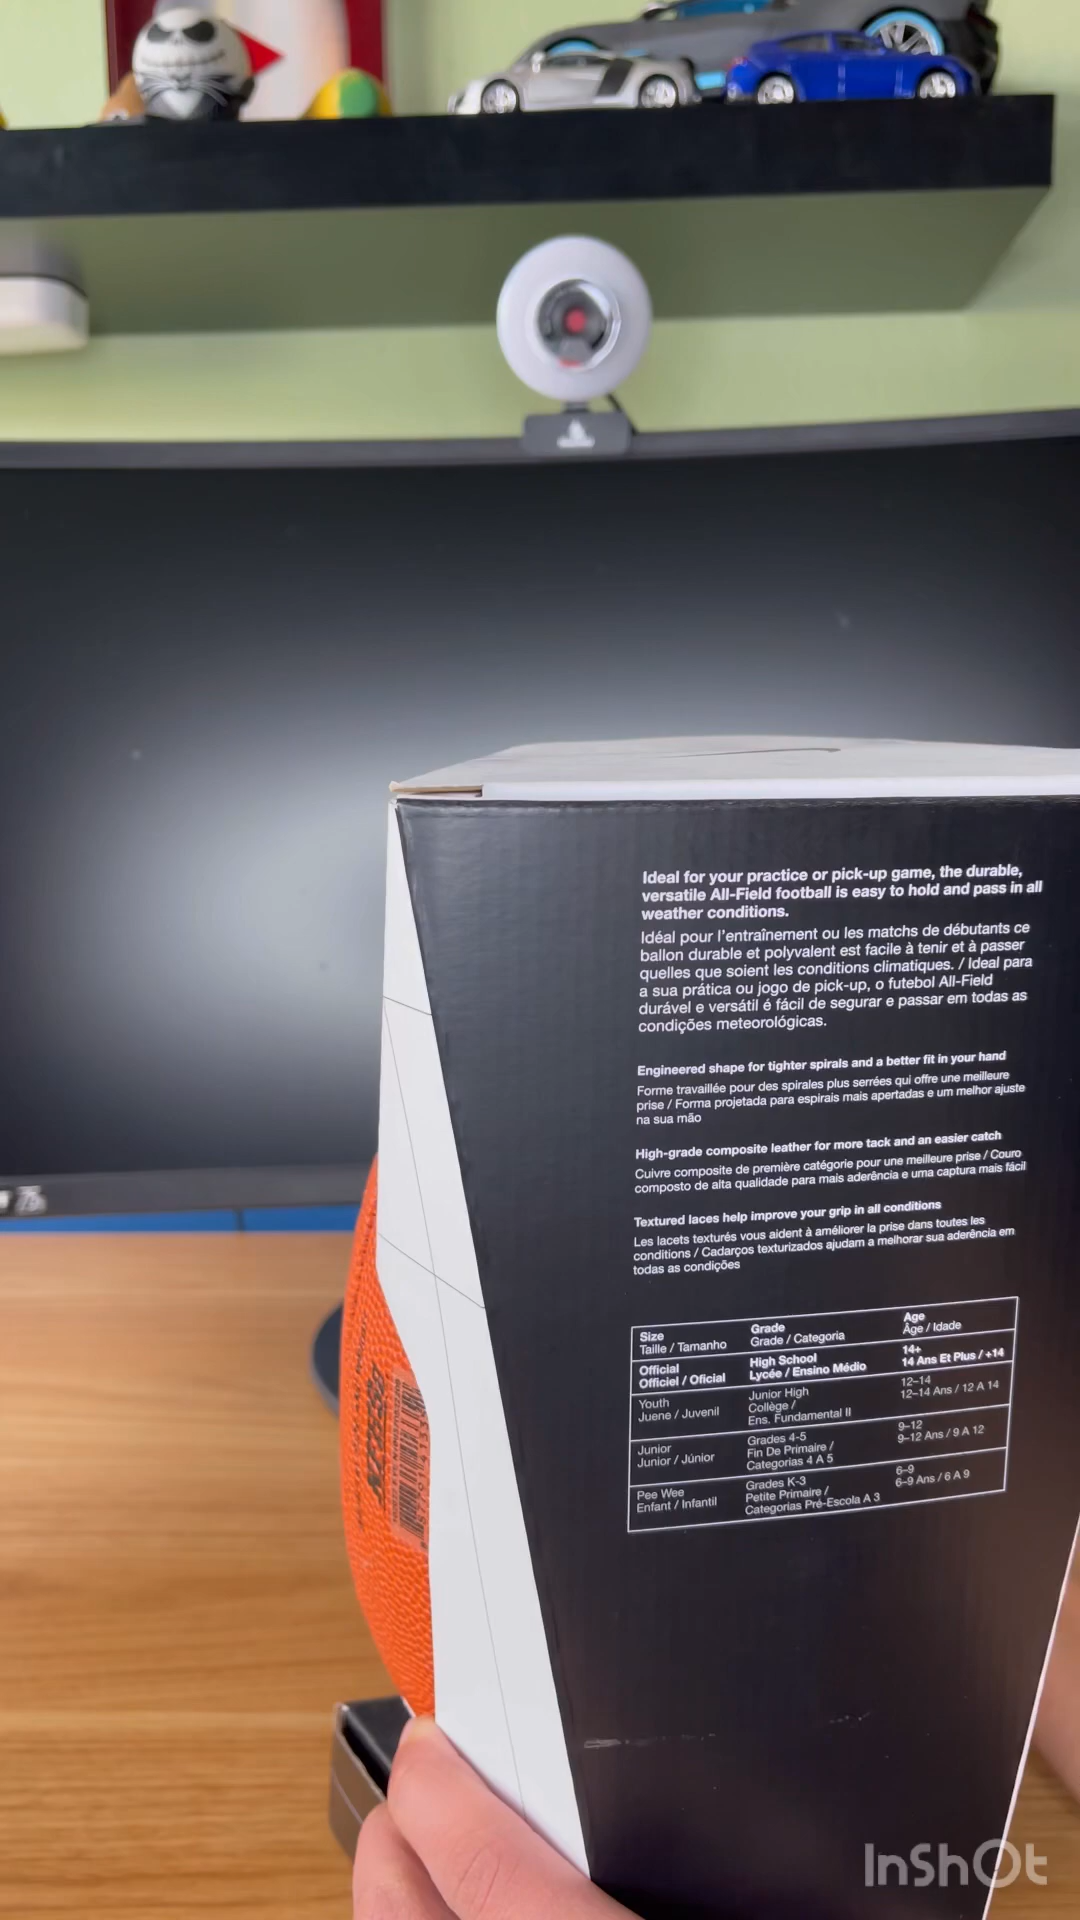 Ideal for your practice or pick-up game, the durable,
versatile All-Field football is easy to hold and pass in all
weather conditions.
Idéal pour l'entraînement ou les matchs de débutants ce
ballon durable et polyvalent est facile à tenir et à passer
quelles que soient les conditions climatiques. / Ideal para
a sua prática ou jogo de pick-up, o futebol All-Field
durável e versátil é fácil de segurar e passar em todas as
condições meteorológicas.
Engineered shape for tighter spirals and a better fit in your hand
Forme travaillée pour des spirales plus serrées qui offre une meilleure
prise / Forma projetada para espirais mais apertadas e um melhor ajuste
na sua mão
High-grade composite leather for more tack and an easier catch
Cuivre composite de première catégorie pour une meilleure prise / Couro
composto de alta qualidade para mais aderência e uma captura mais fácil
Textured laces help improve your grip in all conditions
Les lacets texturés vous aident à améliorer la prise dans toutes les
conditions / Cadarços texturizados ajudam a melhorar sua aderência em
todas as condições
Size Grade Age
Taille / Tamanho Grade / Categoria Âge / Idade
Official High School 14+
Officiel / Oficial Lycée / Ensino Médio 14 Ans Et Plus / +14
Youth Junior High 12–14
Juene / Juvenil Collège / 12–14 Ans / 12 A 14
Ens. Fundamental II
Junior Grades 4-5 9–12
Junior / Júnior Fin De Primaire / 9–12 Ans / 9 A 12
Categorias 4 A 5
Pee Wee Grades K-3 6–9
Enfant / Infantil Petite Primaire / 6–9 Ans / 6 A 9
Categorias Pré-Escola A 3
InShOt